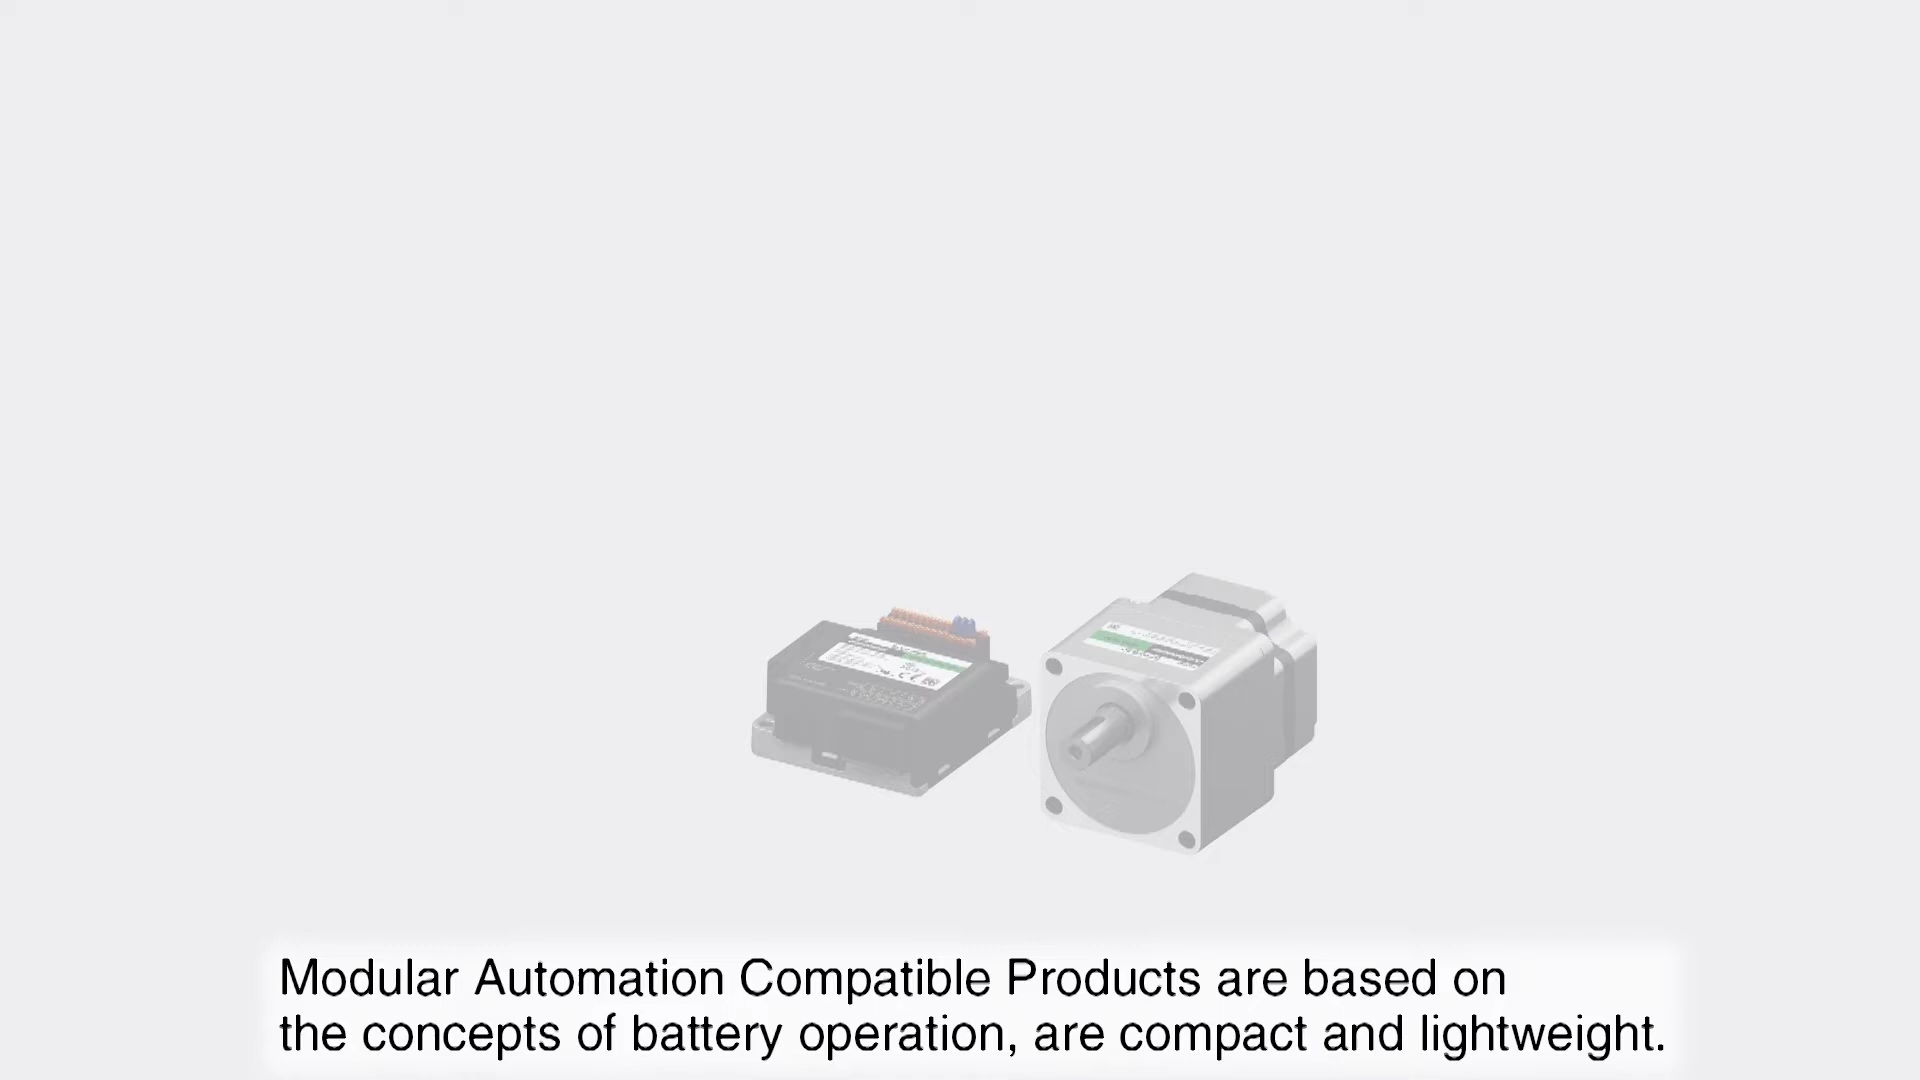 Modular Automation Compatible Products are based on
the concepts of battery operation, are compact and lightweight.